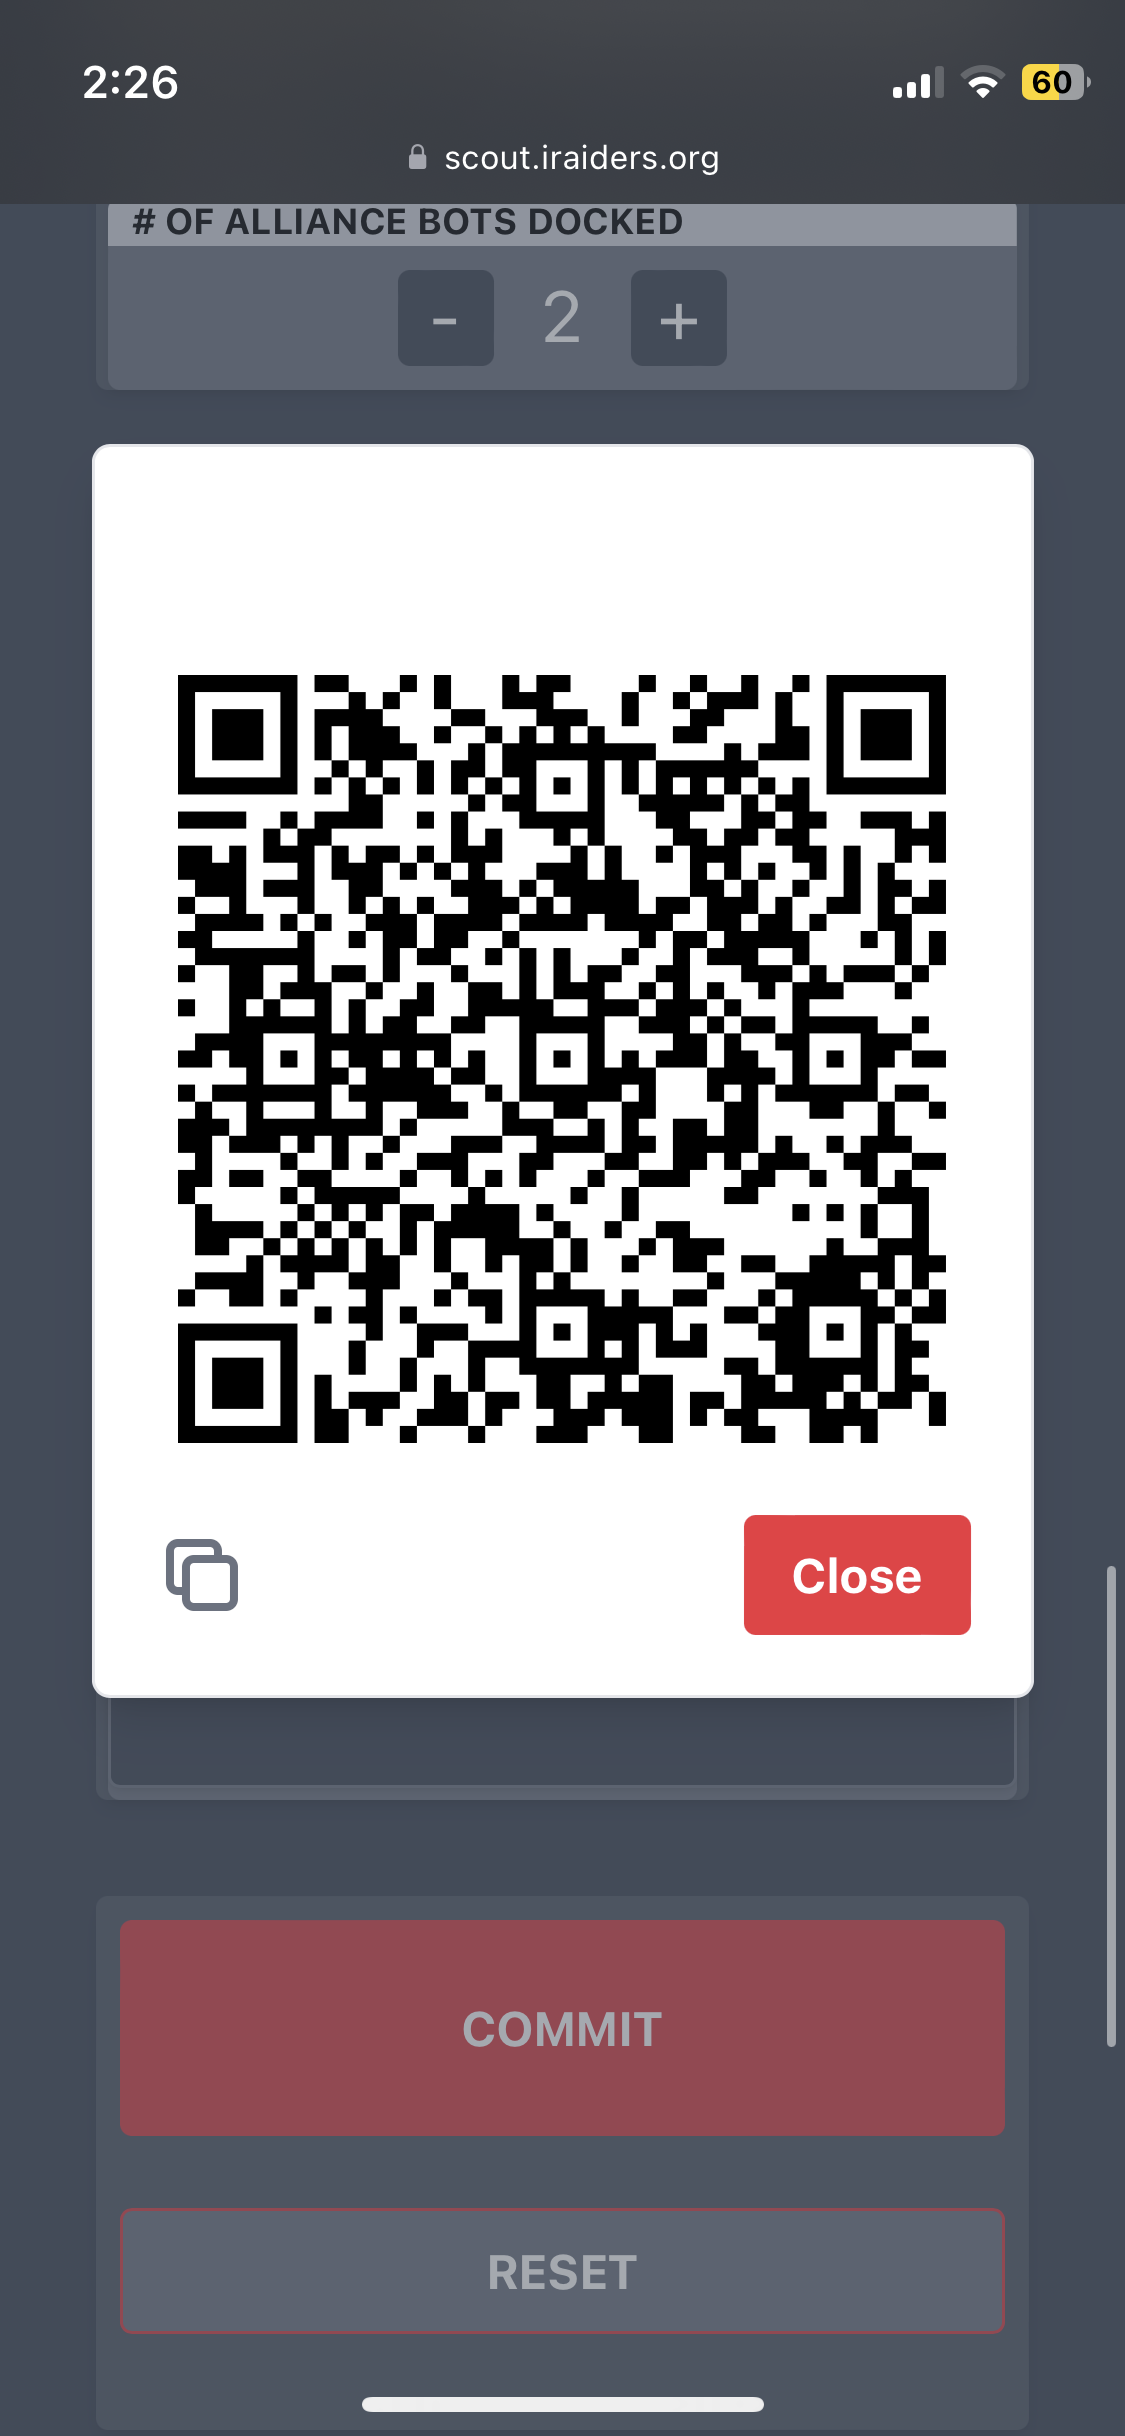 2:26
60
scout.iraiders.org
# OF ALLIANCE BOTS DOCKED
- 2 +
Close
COMMIT
RESET